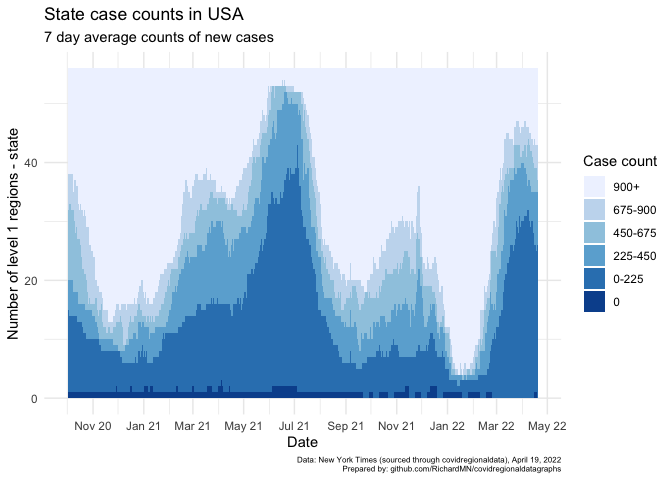 State case counts in USA
7 day average counts of new cases
Number of level 1 regions - state
40
20
0
Nov 20 Jan 21 Mar 21 May 21 Jul 21 Sep 21 Nov 21 Jan 22 Mar 22 May 22
Date
Case count
900+
675-900
450-675
225-450
0-225
0
Data: New York Times (sourced through covidregionaldata), April 19, 2022
Prepared by: github.com/RichardMN/covidregionaldatagraphs